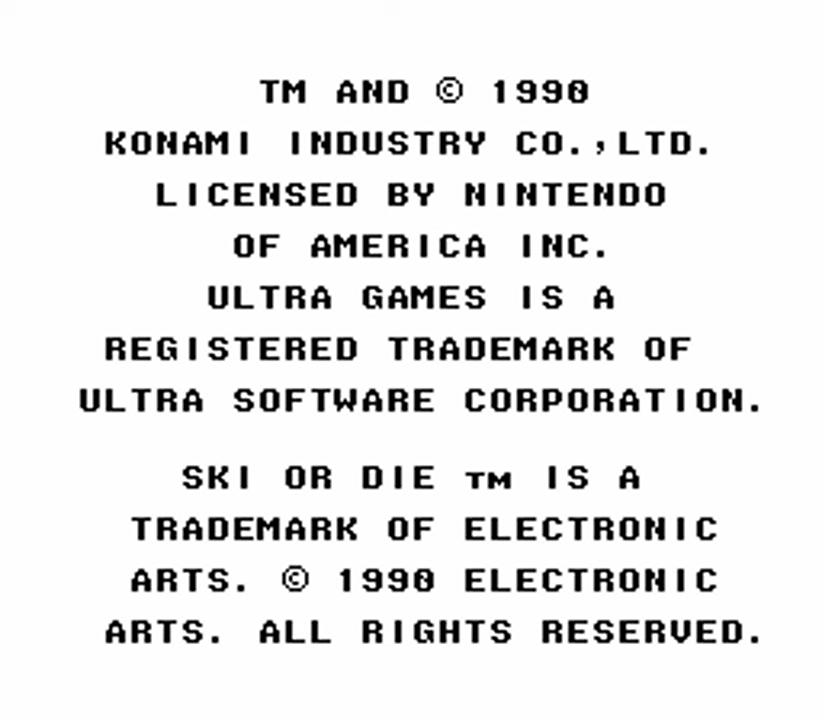 TM AND © 1990
KONAMI INDUSTRY CO.,LTD.
LICENSED BY NINTENDO
OF AMERICA INC.
ULTRA GAMES IS A
REGISTERED TRADEMARK OF
ULTRA SOFTWARE CORPORATION.
SKI OR DIE ™ IS A
TRADEMARK OF ELECTRONIC
ARTS. © 1990 ELECTRONIC
ARTS. ALL RIGHTS RESERVED.